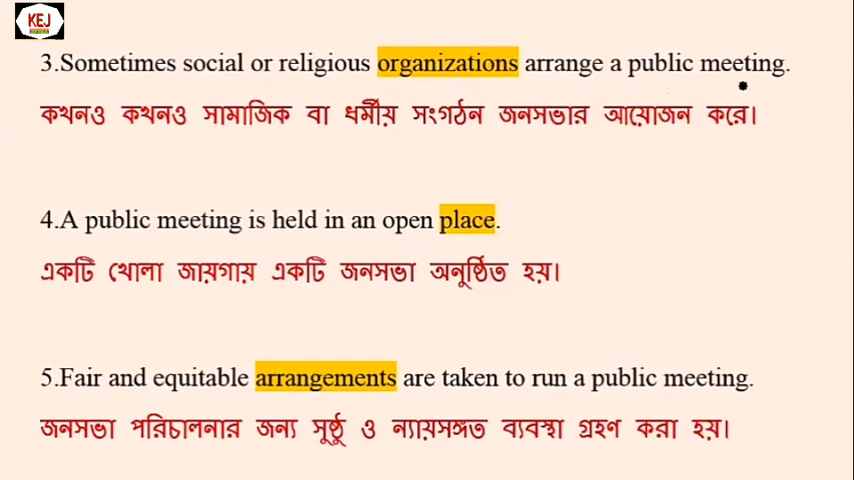 KEJ
3.Sometimes social or religious organizations arrange a public meeting.
কখনও কখনও সামাজিক বা ধর্মীয় সংগঠন জনসভার আয়োজন করে।
4.A public meeting is held in an open place.
একটি খোলা জায়গায় একটি জনসভা অনুষ্ঠিত হয়।
5.Fair and equitable arrangements are taken to run a public meeting.
জনসভা পরিচালনার জন্য সুষ্ঠু ও ন্যায়সঙ্গত ব্যবস্থা গ্রহণ করা হয়।